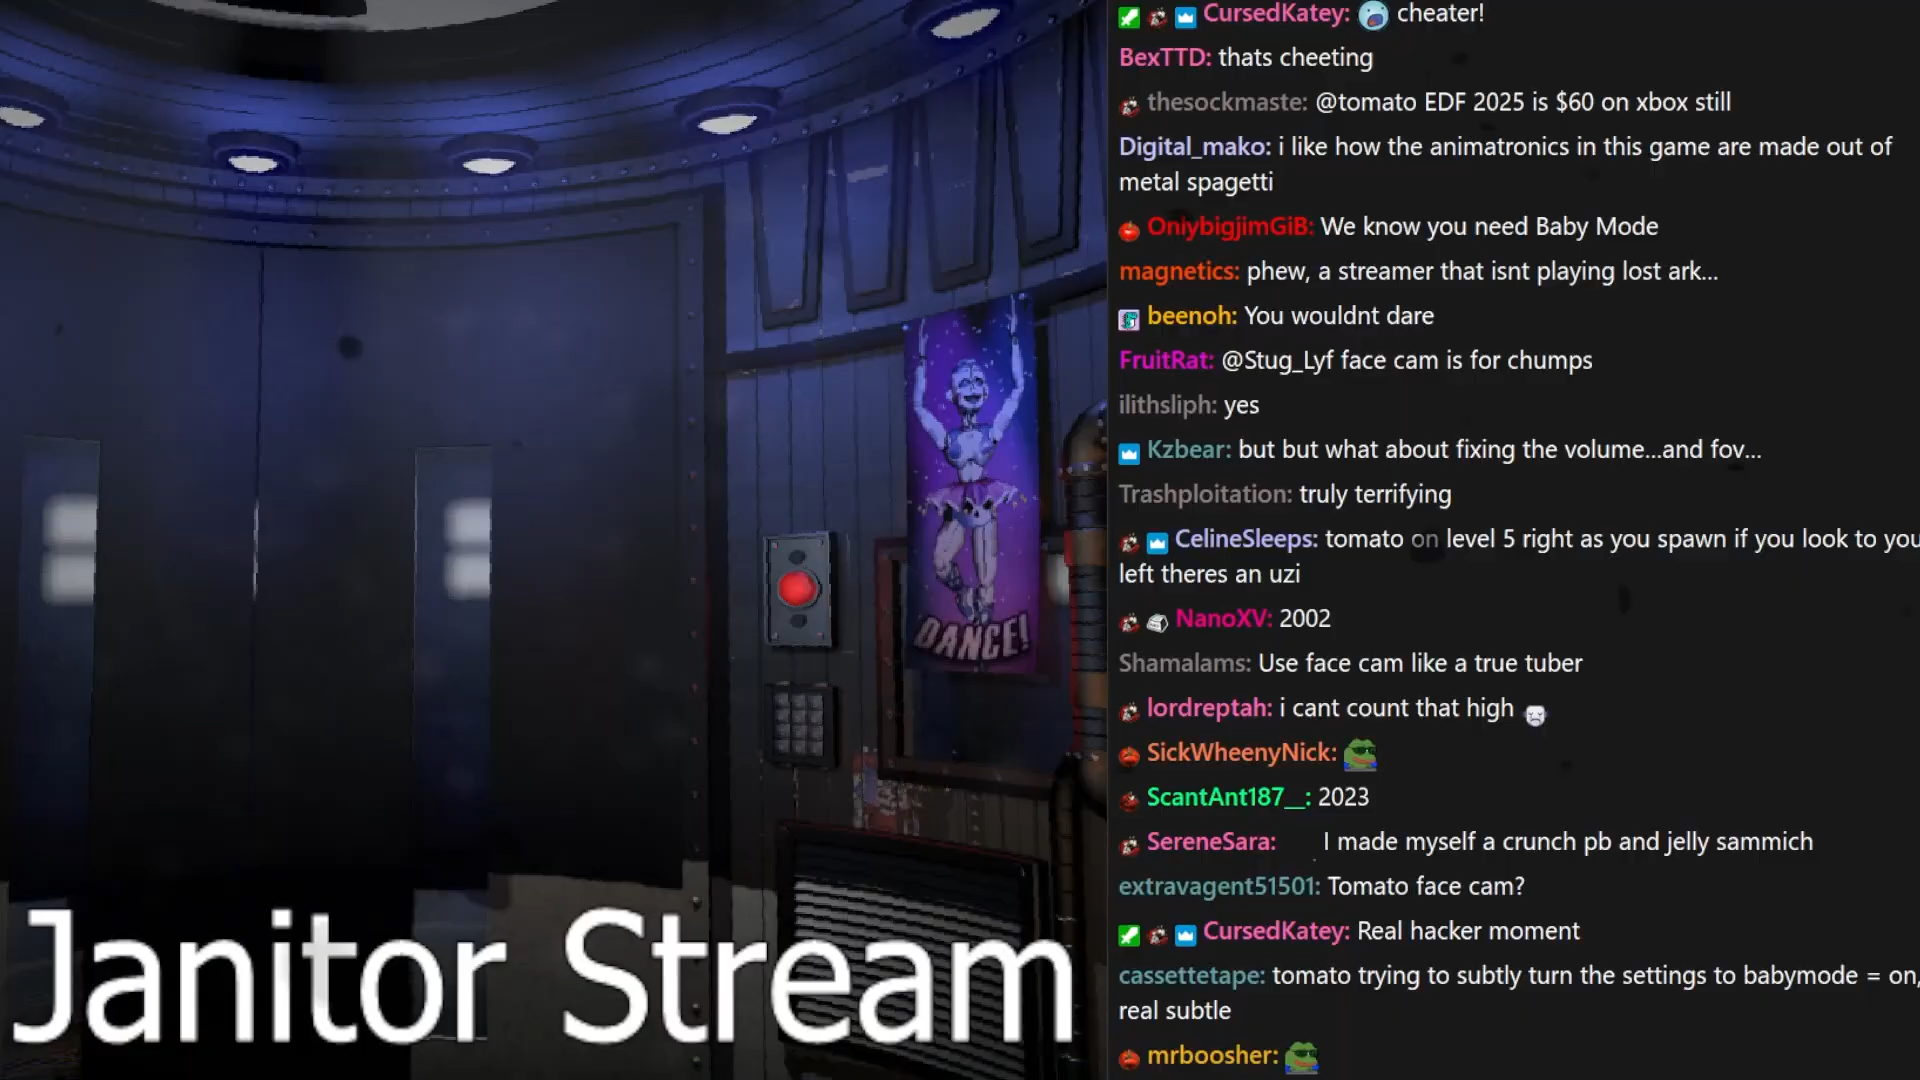 CursedKatey: cheater!
BexTTD: thats cheeting
thesockmaste: @tomato EDF 2025 is $60 on xbox still
Digital_mako: i like how the animatronics in this game are made out of
metal spagetti
OnlybigjimGiB: We know you need Baby Mode
magnetics: phew, a streamer that isnt playing lost ark...
beenoh: You wouldnt dare
FruitRat: @Stug_Lyf face cam is for chumps
ilithsliph: yes
Kzbear: but but what about fixing the volume...and fov...
Trashploitation: truly terrifying
CelineSleeps: tomato on level 5 right as you spawn if you look to you
left theres an uzi
NanoXV: 2002
Shamalams: Use face cam like a true tuber
lordreptah: i cant count that high
SickWheenyNick:
ScantAnt187__: 2023
SereneSara: I made myself a crunch pb and jelly sammich
extravagent51501: Tomato face cam?
CursedKatey: Real hacker moment
cassettetape: tomato trying to subtly turn the settings to babymode = on,
real subtle
mrboosher:
DANCE!
Janitor Stream